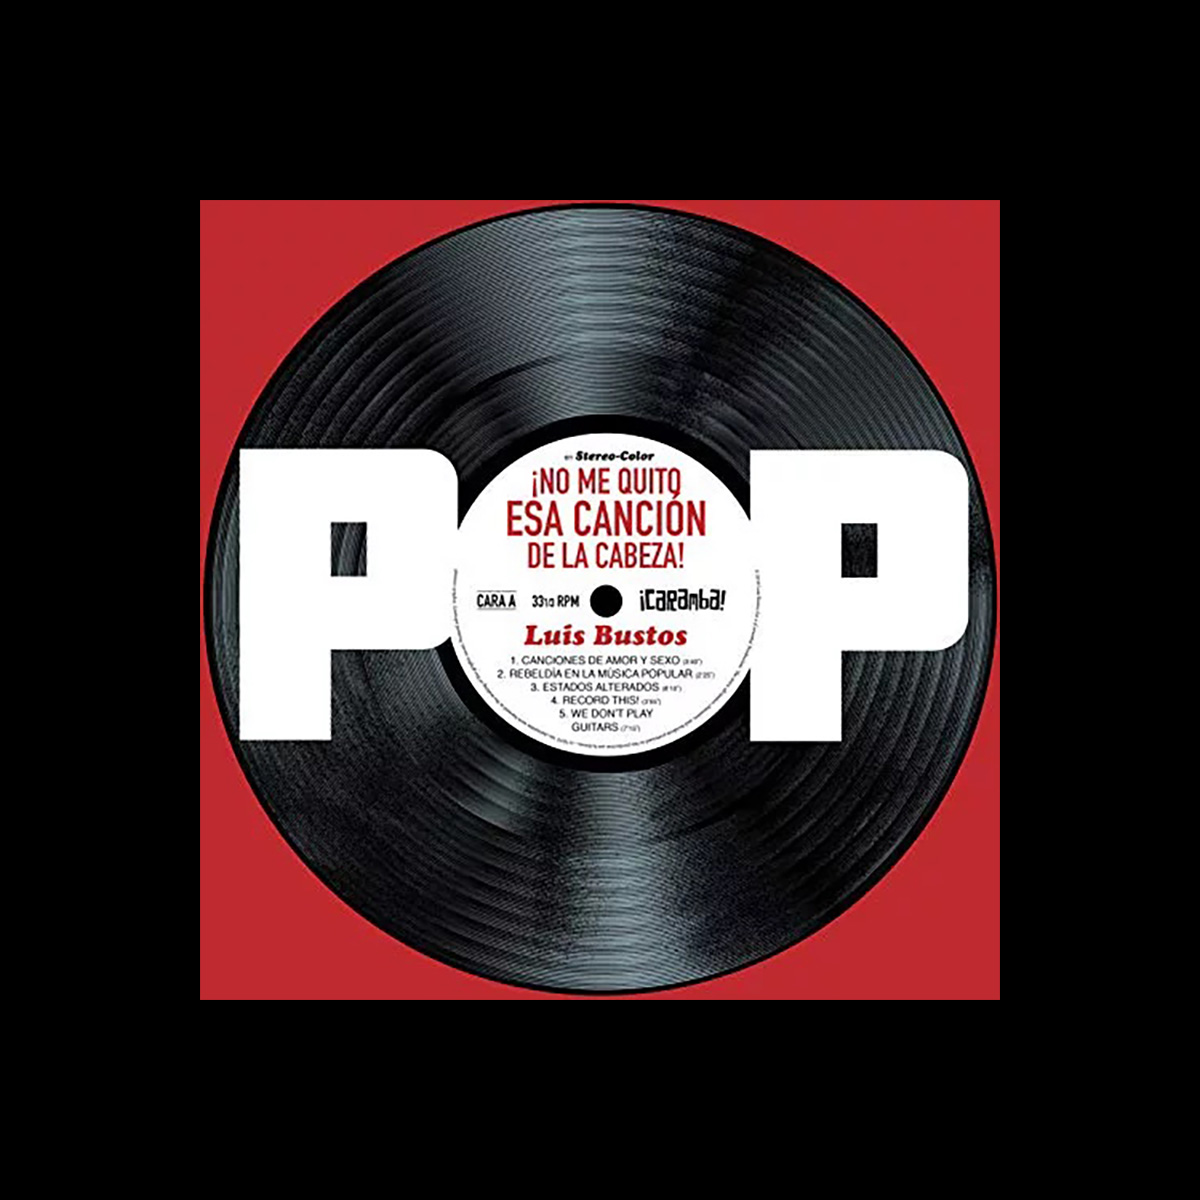 POP
EN Stereo-Color
¡NO ME QUITO
ESA CANCIÓN
DE LA CABEZA!
CARA A 33 1/3 RPM ¡CARAMBA!
Luis Bustos
1. CANCIONES DE AMOR Y SEXO
2. REBELDÍA EN LA MÚSICA POPULAR
3. ESTADOS ALTERADOS
4. RECORD THIS!
5. WE DON'T PLAY
GUITARS